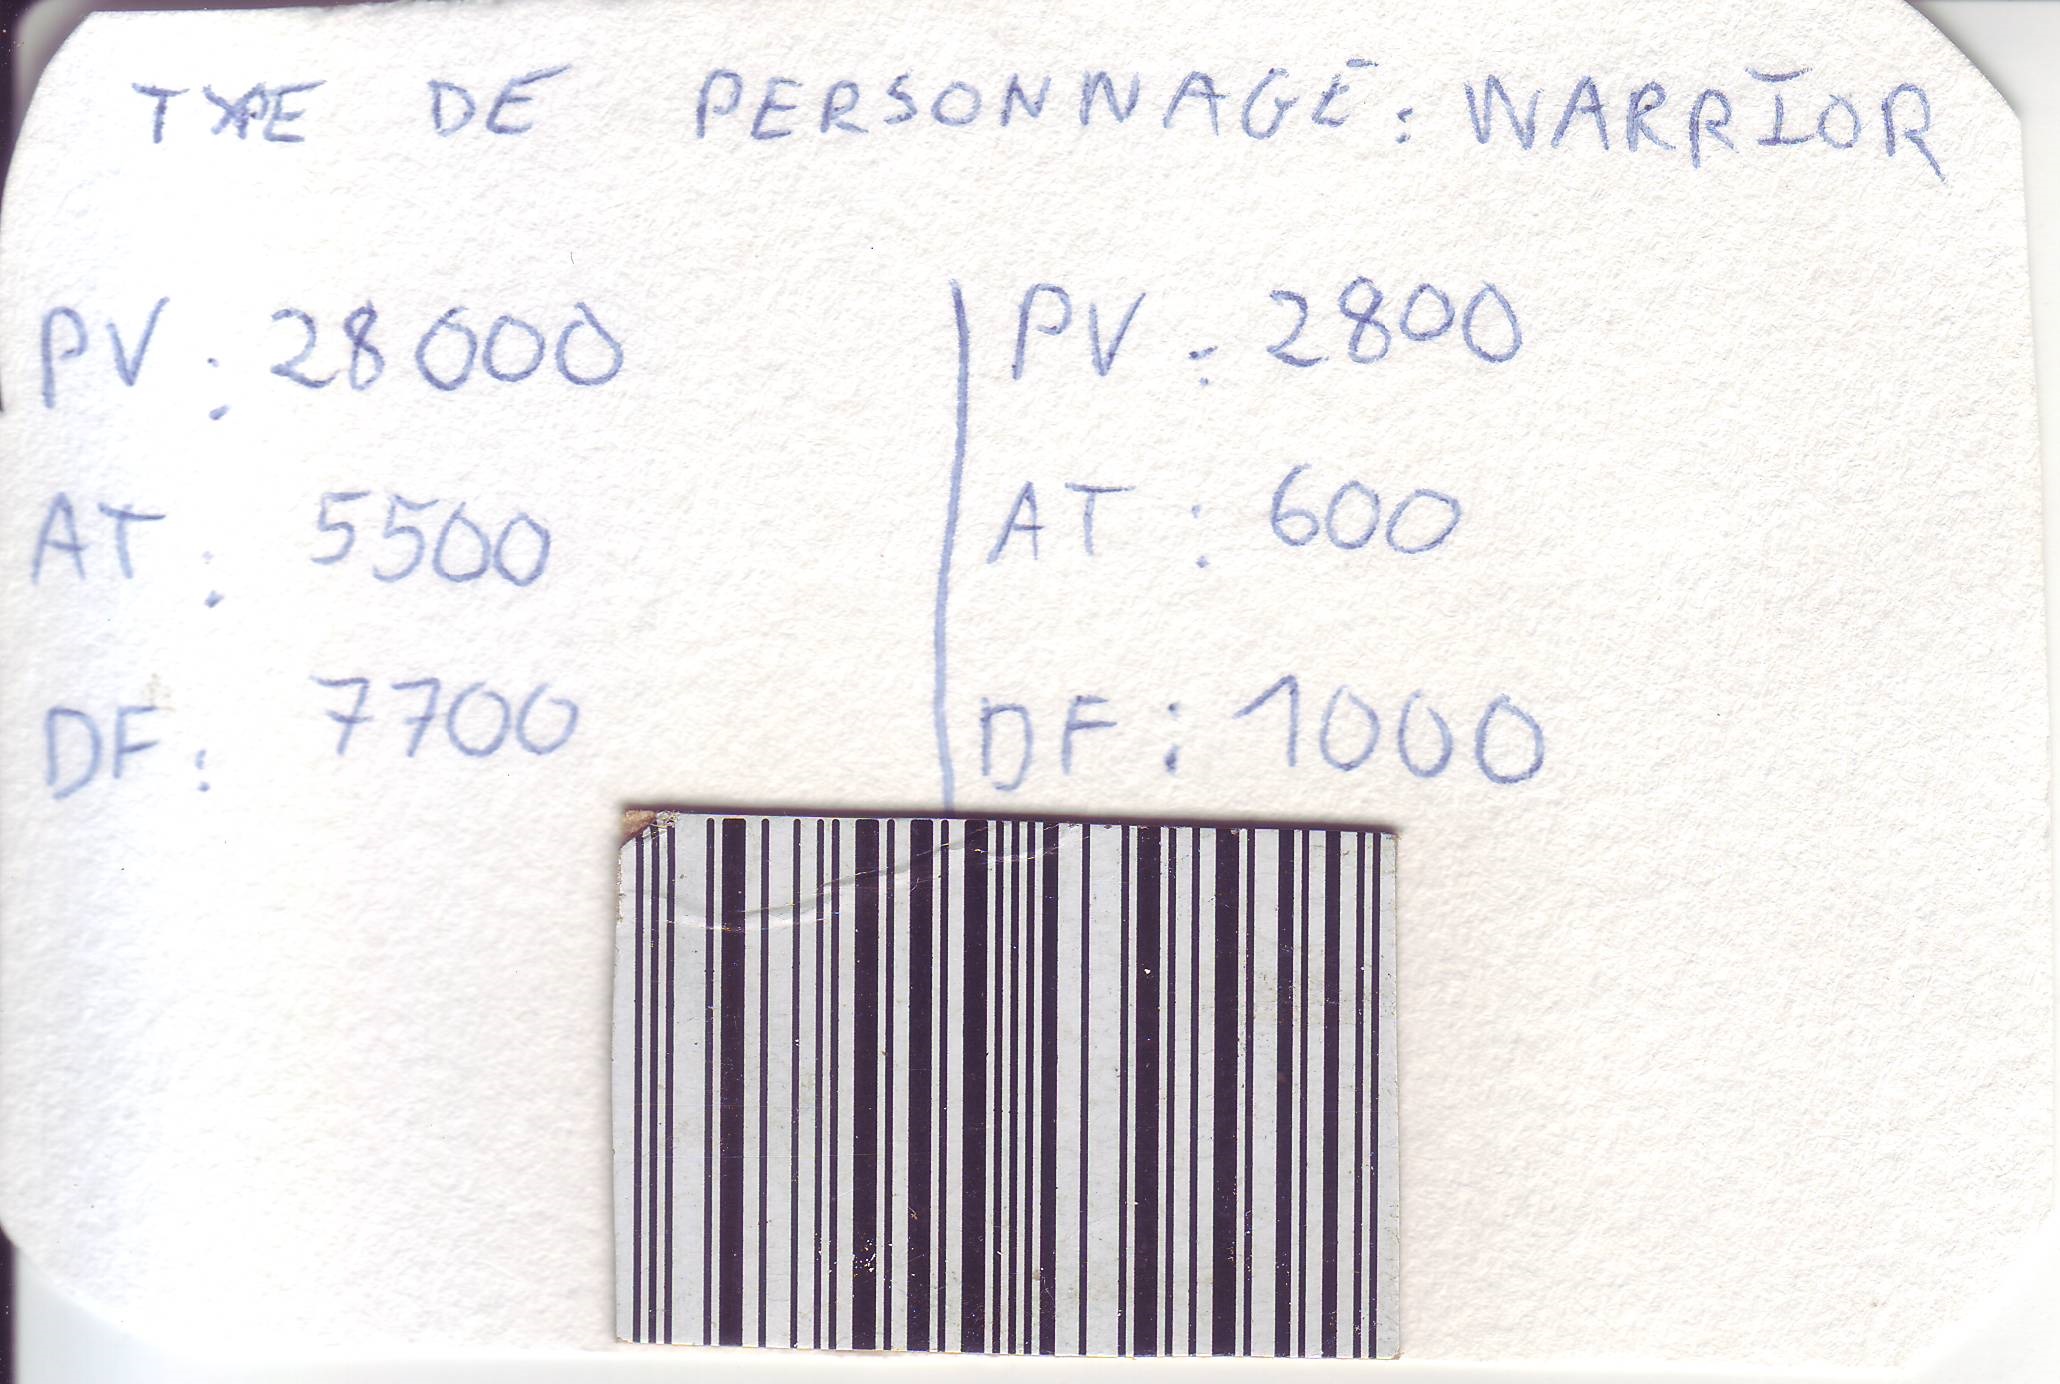 TYPE DE PERSONNAGE : WARRIOR
PV : 28000
AT : 5500
DF : 7700
PV : 2800
AT : 600
DF : 1000